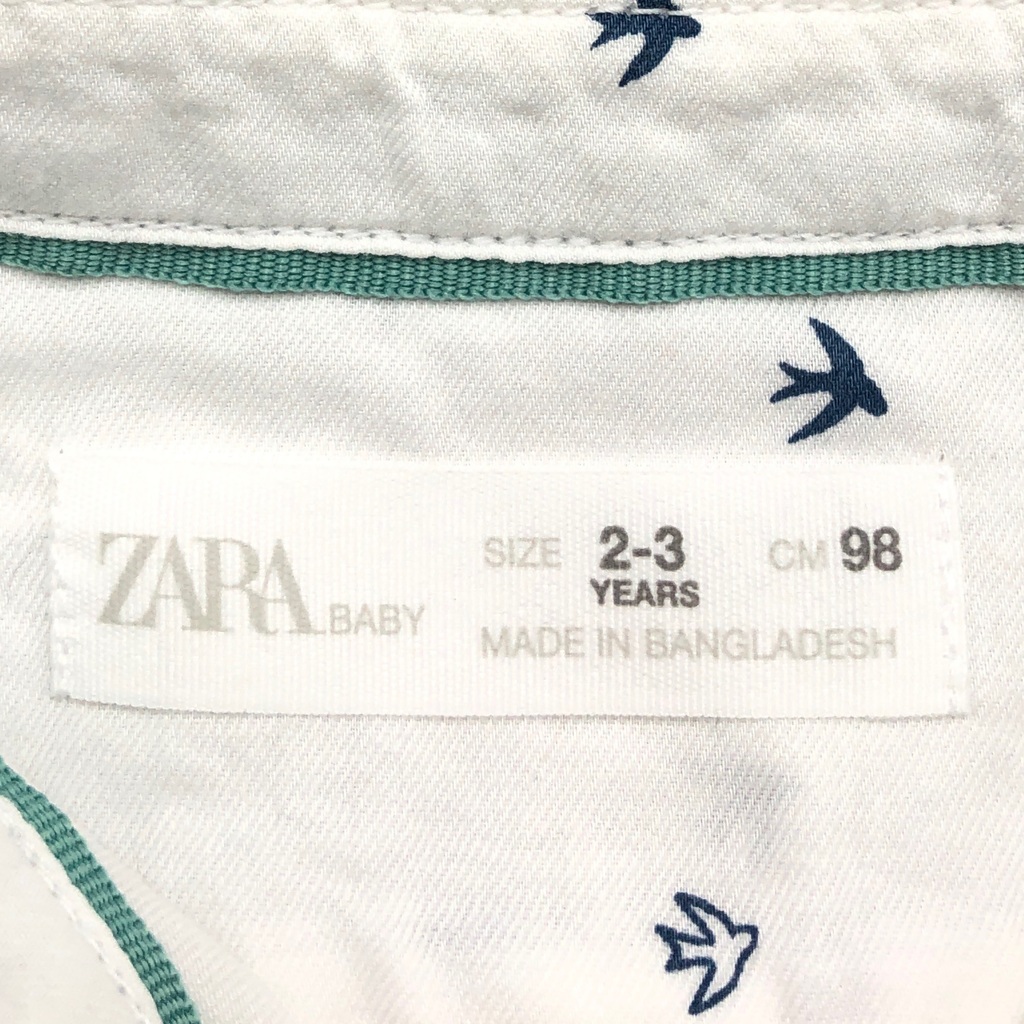 ZARA BABY
SIZE 2-3 CM 98
YEARS
MADE IN BANGLADESH